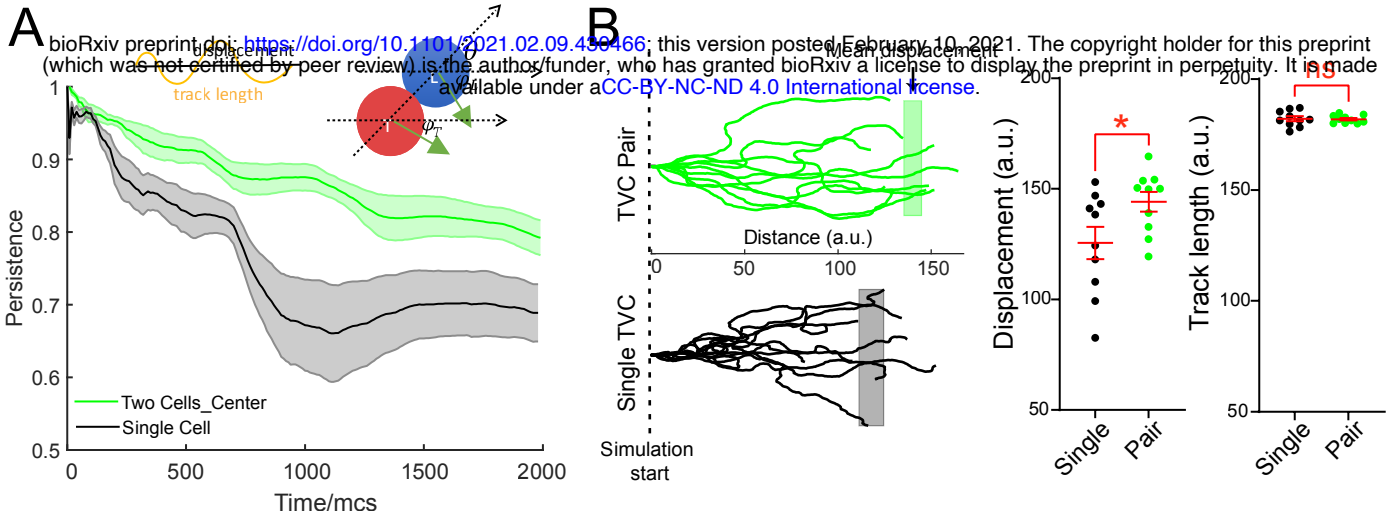 A
B
bioRxiv preprint doi: https://doi.org/10.1101/2021.02.09.430466; this version posted February 10, 2021. The copyright holder for this preprint
(which was not certified by peer review) is the author/funder, who has granted bioRxiv a license to display the preprint in perpetuity. It is made
available under aCC-BY-NC-ND 4.0 International license.
displacement
track length
L
T
φT
Persistence
1
0.9
0.8
0.7
0.6
0.5
Two Cells_Center
Single Cell
0
500
1000
1500
2000
Time/mcs
Mean displacement
TVC Pair
Distance (a.u.)
0
50
100
150
Single TVC
Simulation
start
Displacement (a.u.)
200
150
100
50
*
Single
Pair
Track length (a.u.)
200
150
100
50
ns
Single
Pair